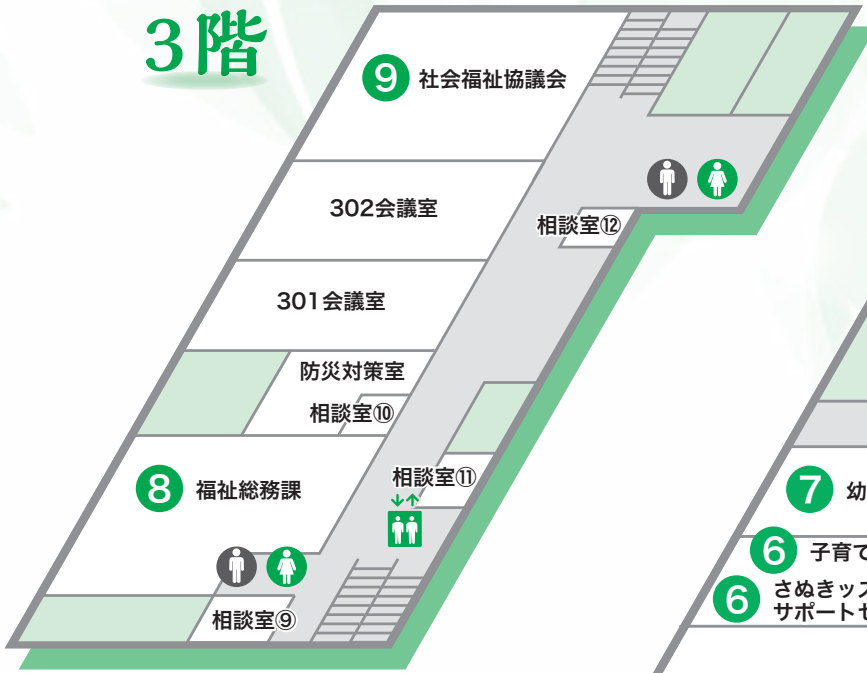 3階
9 社会福祉協議会
302会議室
相談室⑫
301会議室
防災対策室
相談室⑩
8 福祉総務課
相談室⑪
相談室⑨
7 幼
6 子育て
6 さぬきッズ
サポートセ